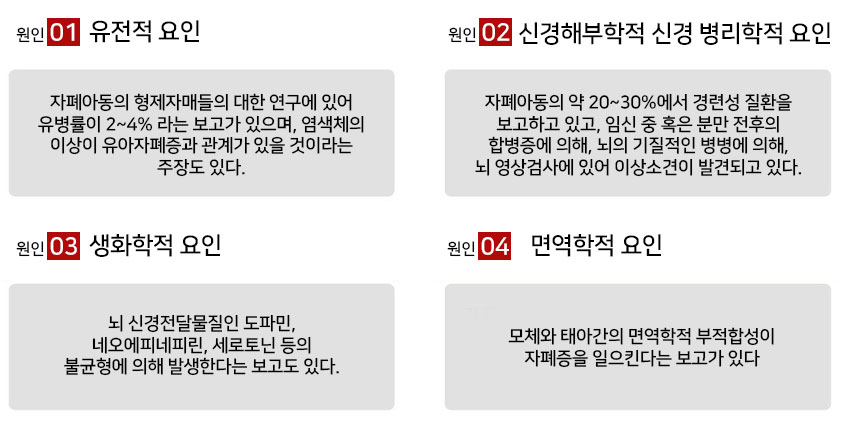 원인 01 유전적 요인
자폐아동의 형제자매들의 대한 연구에 있어
유병률이 2~4% 라는 보고가 있으며, 염색체의
이상이 유아자폐증과 관계가 있을 것이라는
주장도 있다.
원인 02 신경해부학적 신경 병리학적 요인
자폐아동의 약 20~30%에서 경련성 질환을
보고하고 있고, 임신 중 혹은 분만 전후의
합병증에 의해, 뇌의 기질적인 병병에 의해,
뇌 영상검사에 있어 이상소견이 발견되고 있다.
원인 03 생화학적 요인
뇌 신경전달물질인 도파민,
네오에피네피린, 세로토닌 등의
불균형에 의해 발생한다는 보고도 있다.
원인 04 면역학적 요인
모체와 태아간의 면역학적 부적합성이
자폐증을 일으킨다는 보고가 있다